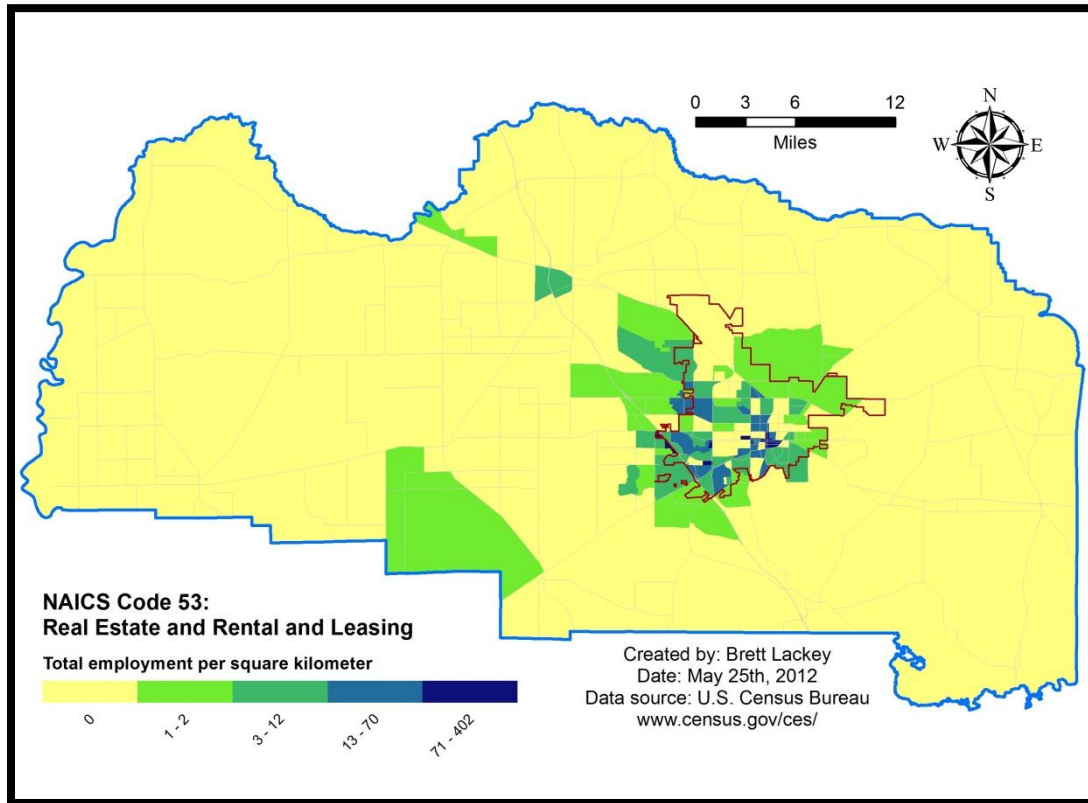 0 3 6 12
Miles
N
W E
S
NAICS Code 53:
Real Estate and Rental and Leasing
Total employment per square kilometer
0 1 - 2 3 - 12 13 - 70 71 - 402
Created by: Brett Lackey
Date: May 25th, 2012
Data source: U.S. Census Bureau
www.census.gov/ces/